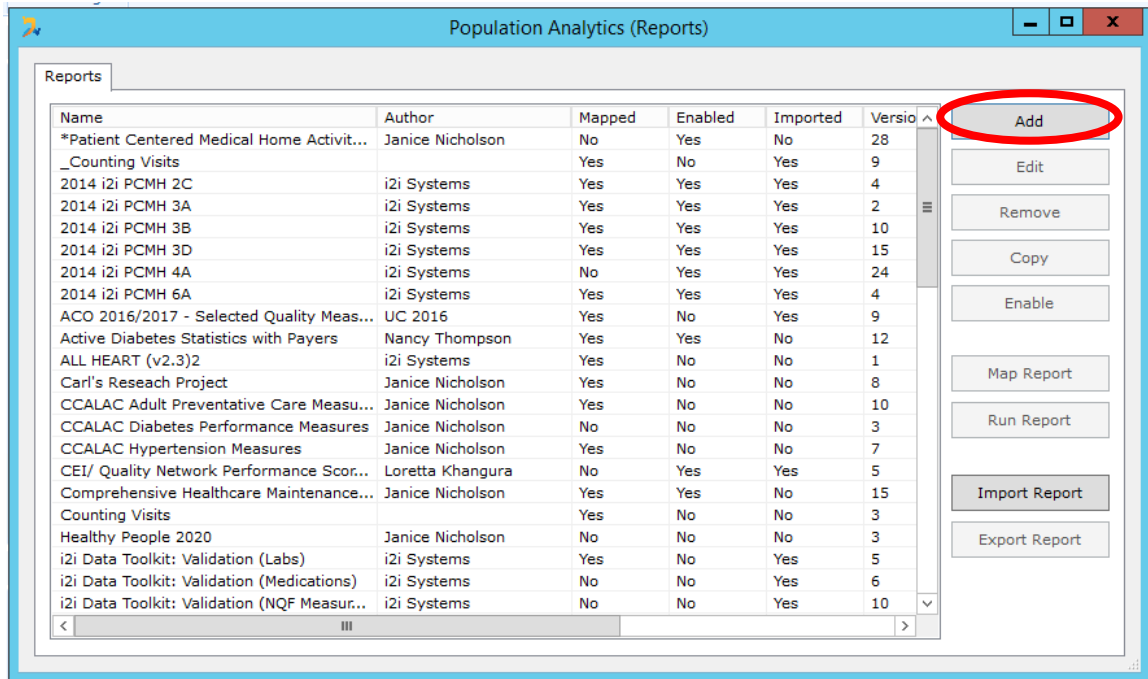 Population Analytics (Reports)
Reports
Name Author Mapped Enabled Imported Versio
*Patient Centered Medical Home Activit... Janice Nicholson No Yes No 28
_Counting Visits Yes No Yes 9
2014 i2i PCMH 2C i2i Systems Yes Yes Yes 4
2014 i2i PCMH 3A i2i Systems Yes Yes Yes 2
2014 i2i PCMH 3B i2i Systems Yes Yes Yes 10
2014 i2i PCMH 3D i2i Systems Yes Yes Yes 15
2014 i2i PCMH 4A i2i Systems No Yes Yes 24
2014 i2i PCMH 6A i2i Systems Yes Yes Yes 4
ACO 2016/2017 - Selected Quality Meas... UC 2016 Yes No Yes 9
Active Diabetes Statistics with Payers Nancy Thompson Yes Yes No 12
ALL HEART (v2.3)2 i2i Systems Yes No No 1
Carl's Reseach Project Janice Nicholson Yes No No 8
CCALAC Adult Preventative Care Measu... Janice Nicholson Yes No No 10
CCALAC Diabetes Performance Measures Janice Nicholson No No No 3
CCALAC Hypertension Measures Janice Nicholson Yes No No 7
CEI/ Quality Network Performance Scor... Loretta Khangura No Yes Yes 5
Comprehensive Healthcare Maintenance... Janice Nicholson Yes Yes No 15
Counting Visits Yes No No 3
Healthy People 2020 Janice Nicholson No No No 3
i2i Data Toolkit: Validation (Labs) i2i Systems Yes No Yes 5
i2i Data Toolkit: Validation (Medications) i2i Systems No No Yes 6
i2i Data Toolkit: Validation (NQF Measur... i2i Systems No No Yes 10
Add
Edit
Remove
Copy
Enable
Map Report
Run Report
Import Report
Export Report